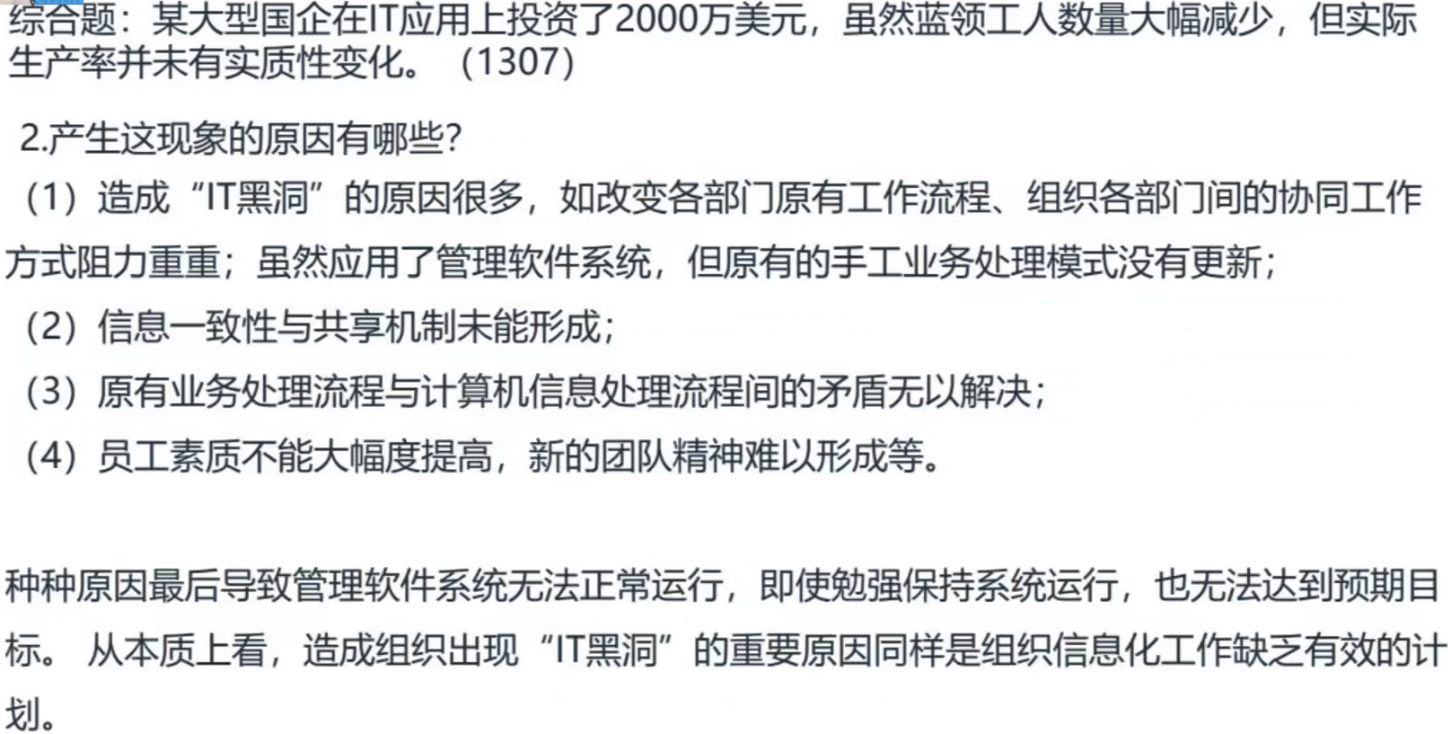 综合题：某大型国企在IT应用上投资了2000万美元，虽然蓝领工人数量大幅减少，但实际
生产率并未有实质性变化。（1307）
2.产生这现象的原因有哪些？
（1）造成“IT黑洞”的原因很多，如改变各部门原有工作流程、组织各部门间的协同工作
方式阻力重重；虽然应用了管理软件系统，但原有的手工业务处理模式没有更新；
（2）信息一致性与共享机制未能形成；
（3）原有业务处理流程与计算机信息处理流程间的矛盾无以解决；
（4）员工素质不能大幅度提高，新的团队精神难以形成等。
种种原因最后导致管理软件系统无法正常运行，即使勉强保持系统运行，也无法达到预期目
标。 从本质上看，造成组织出现“IT黑洞”的重要原因同样是组织信息化工作缺乏有效的计
划。